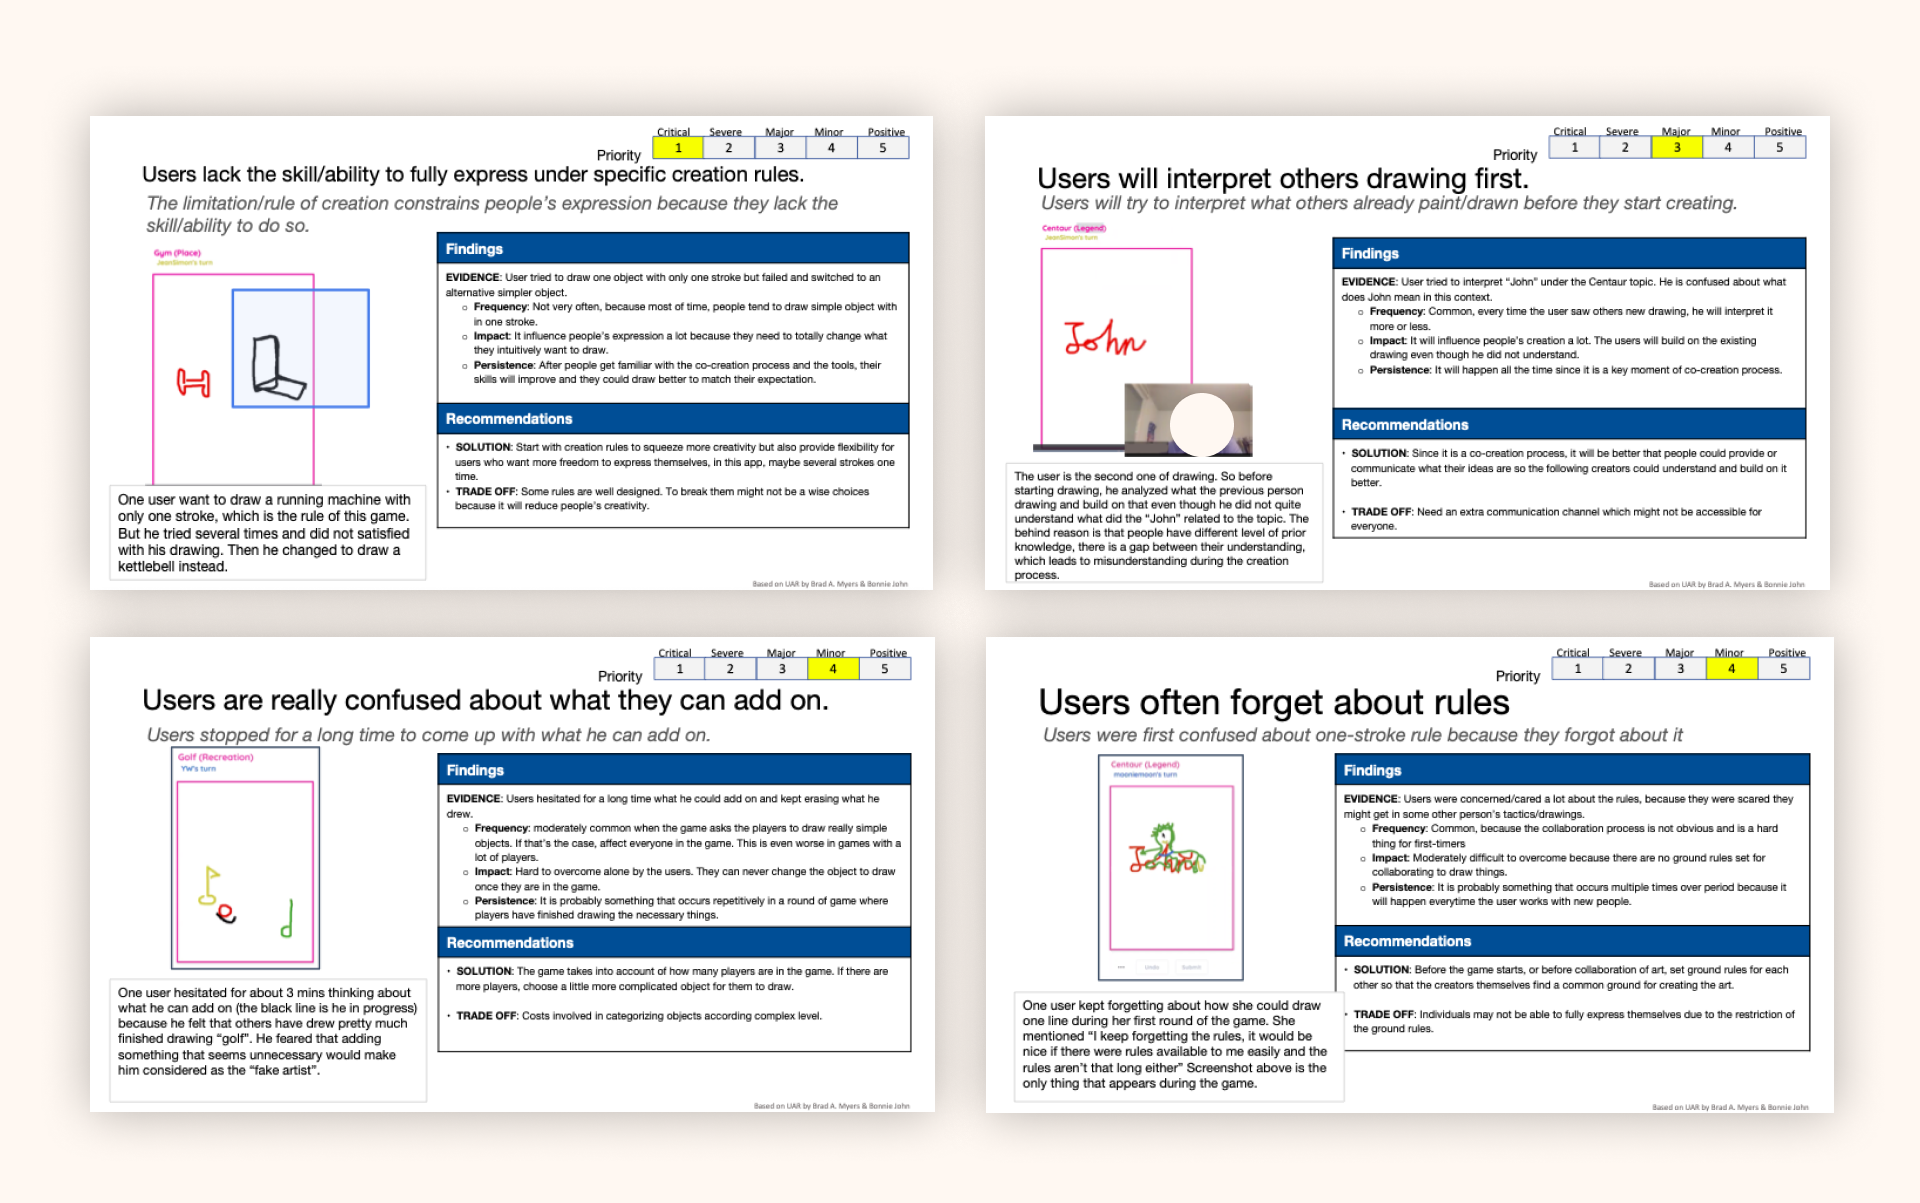 Critical Severe Major Minor Positive
Priority 1 2 3 4 5
Users lack the skill/ability to fully express under specific creation rules.
The limitation/rule of creation constrains people's expression because they lack the
skill/ability to do so.
Gym (Place)
JeanSimon's turn
Findings
EVIDENCE: User tried to draw one object with only one stroke but failed and switched to an
alternative simpler object.
○ Frequency: Not very often, because most of time, people tend to draw simple object with
in one stroke.
○ Impact: It influence people's expression a lot because they need to totally change what
they intuitively want to draw.
○ Persistence: After people get familiar with the co-creation process and the tools, their
skills will improve and they could draw better to match their expectation.
Recommendations
• SOLUTION: Start with creation rules to squeeze more creativity but also provide flexibility for
users who want more freedom to express themselves, in this app, maybe several strokes one
time.
• TRADE OFF: Some rules are well designed. To break them might not be a wise choices
because it will reduce people's creativity.
One user want to draw a running machine with
only one stroke, which is the rule of this game.
But he tried several times and did not satisfied
with his drawing. Then he changed to draw a
kettlebell instead.
Based on UAR by Brad A. Myers & Bonnie John
Critical Severe Major Minor Positive
Priority 1 2 3 4 5
Users will interpret others drawing first.
Users will try to interpret what others already paint/drawn before they start creating.
Centaur (Legend)
JeanSimon's turn
John
Findings
EVIDENCE: User tried to interpret “John” under the Centaur topic. He is confused about what
does John mean in this context.
○ Frequency: Common, every time the user saw others new drawing, he will interpret it
more or less.
○ Impact: It will influence people's creation a lot. The users will build on the existing
drawing even though he did not understand.
○ Persistence: It will happen all the time since it is a key moment of co-creation process.
Recommendations
• SOLUTION: Since it is a co-creation process, it will be better that people could provide or
communicate what their ideas are so the following creators could understand and build on it
better.
• TRADE OFF: Need an extra communication channel which might not be accessible for
everyone.
The user is the second one of drawing. So before
starting drawing, he analyzed what the previous person
drawing and build on that even though he did not quite
understand what did the “John” related to the topic. The
behind reason is that people have different level of prior
knowledge, there is a gap between their understanding,
which leads to misunderstanding during the creation
process.
Based on UAR by Brad A. Myers & Bonnie John
Critical Severe Major Minor Positive
Priority 1 2 3 4 5
Users are really confused about what they can add on.
Users stopped for a long time to come up with what he can add on.
Golf (Recreation)
YW's turn
Findings
EVIDENCE: Users hesitated for a long time what he could add on and kept erasing what he
drew.
○ Frequency: moderately common when the game asks the players to draw really simple
objects. If that's the case, affect everyone in the game. This is even worse in games with a
lot of players.
○ Impact: Hard to overcome alone by the users. They can never change the object to draw
once they are in the game.
○ Persistence: It is probably something that occurs repetitively in a round of game where
players have finished drawing the necessary things.
Recommendations
• SOLUTION: The game takes into account of how many players are in the game. If there are
more players, choose a little more complicated object for them to draw.
• TRADE OFF: Costs involved in categorizing objects according complex level.
One user hesitated for about 3 mins thinking about
what he can add on (the black line is he in progress)
because he felt that others have drew pretty much
finished drawing “golf”. He feared that adding
something that seems unnecessary would make
him considered as the “fake artist”.
Based on UAR by Brad A. Myers & Bonnie John
Critical Severe Major Minor Positive
Priority 1 2 3 4 5
Users often forget about rules
Users were first confused about one-stroke rule because they forgot about it
Centaur (Legend)
mooniemoon's turn
John
Undo Submit
Findings
EVIDENCE: Users were concerned/cared a lot about the rules, because they were scared they
might get in some other person's tactics/drawings.
○ Frequency: Common, because the collaboration process is not obvious and is a hard
thing for first-timers
○ Impact: Moderately difficult to overcome because there are no ground rules set for
collaborating to draw things.
○ Persistence: It is probably something that occurs multiple times over period because it
will happen everytime the user works with new people.
Recommendations
• SOLUTION: Before the game starts, or before collaboration of art, set ground rules for each
other so that the creators themselves find a common ground for creating the art.
• TRADE OFF: Individuals may not be able to fully express themselves due to the restriction of
the ground rules.
One user kept forgetting about how she could draw
one line during her first round of the game. She
mentioned “I keep forgetting the rules, it would be
nice if there were rules available to me easily and the
rules aren't that long either” Screenshot above is the
only thing that appears during the game.
Based on UAR by Brad A. Myers & Bonnie John